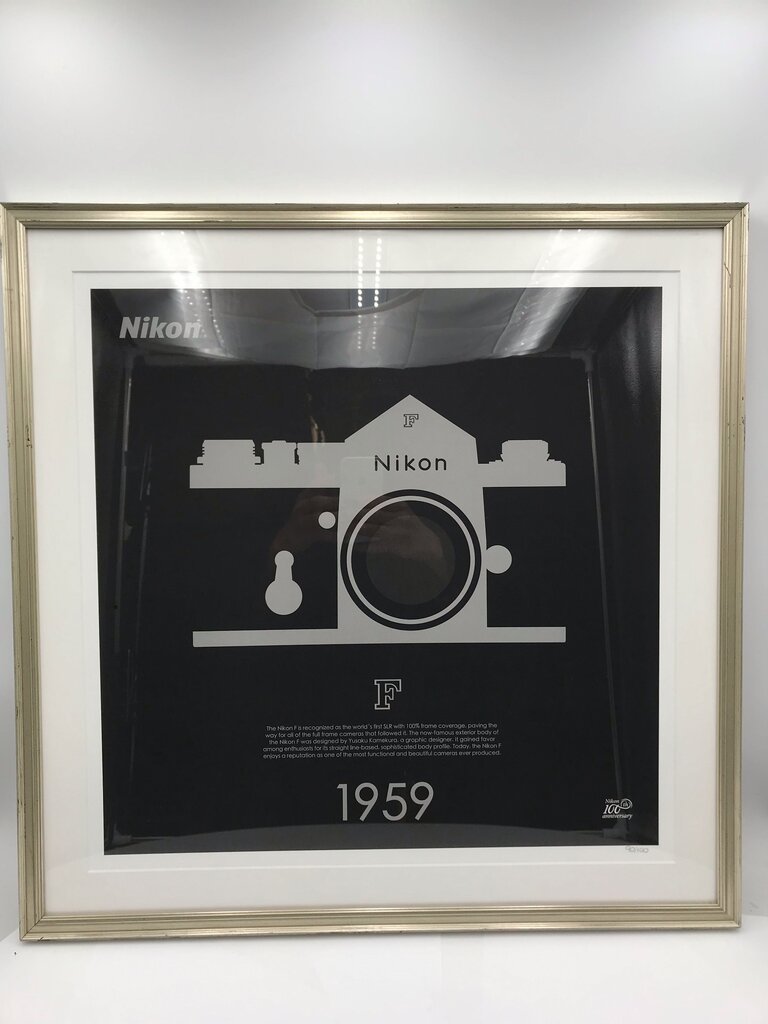 Nikon
F
Nikon
F
The Nikon F is recognized as the world's first SLR with 100% frame coverage, paving the
way for all of the full frame cameras that followed it. The now-famous exterior body of
the Nikon F was designed by Yusaku Kamekura, a graphic designer. It gained favor
among enthusiasts for its straight line-based, sophisticated body profile. Today, the Nikon F
enjoys a reputation as one of the most functional and beautiful cameras ever produced.
1959
Nikon
100th
anniversary